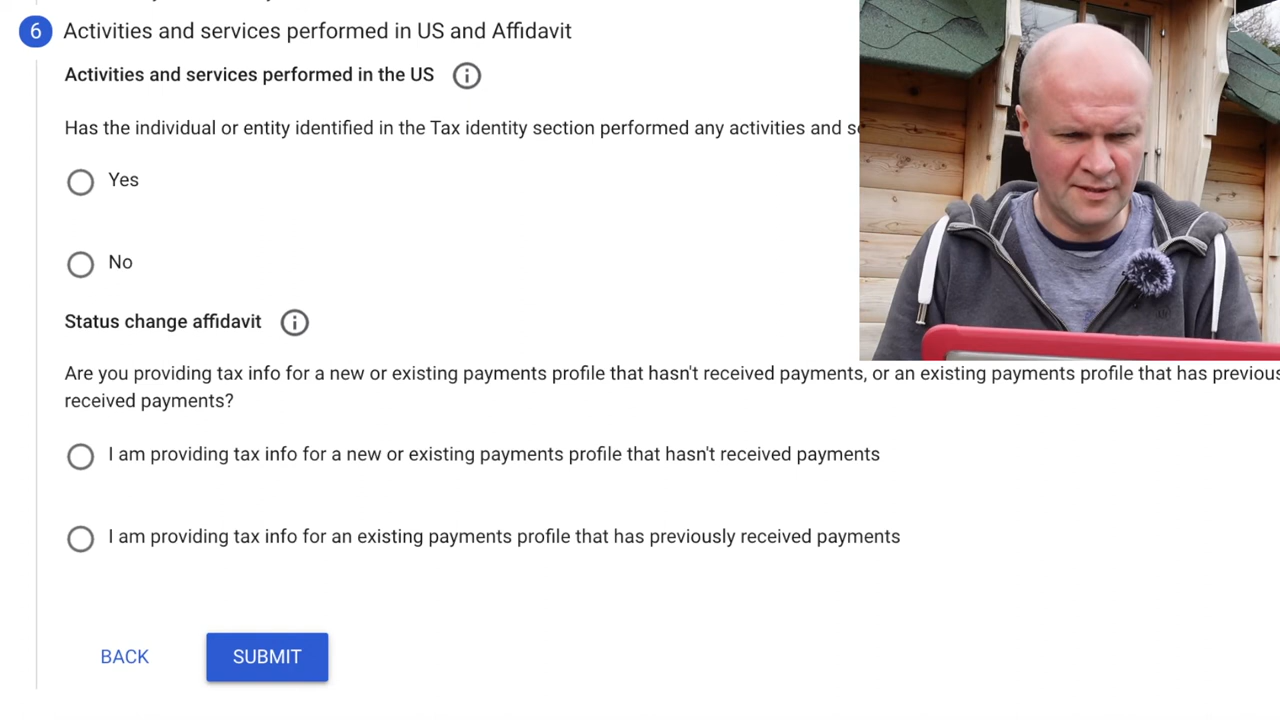 6 Activities and services performed in US and Affidavit
Activities and services performed in the US
Has the individual or entity identified in the Tax identity section performed any activities and
Yes
No
Status change affidavit
Are you providing tax info for a new or existing payments profile that hasn't received payments, or an existing payments profile that has
received payments?
I am providing tax info for a new or existing payments profile that hasn't received payments
I am providing tax info for an existing payments profile that has previously received payments
BACK SUBMIT